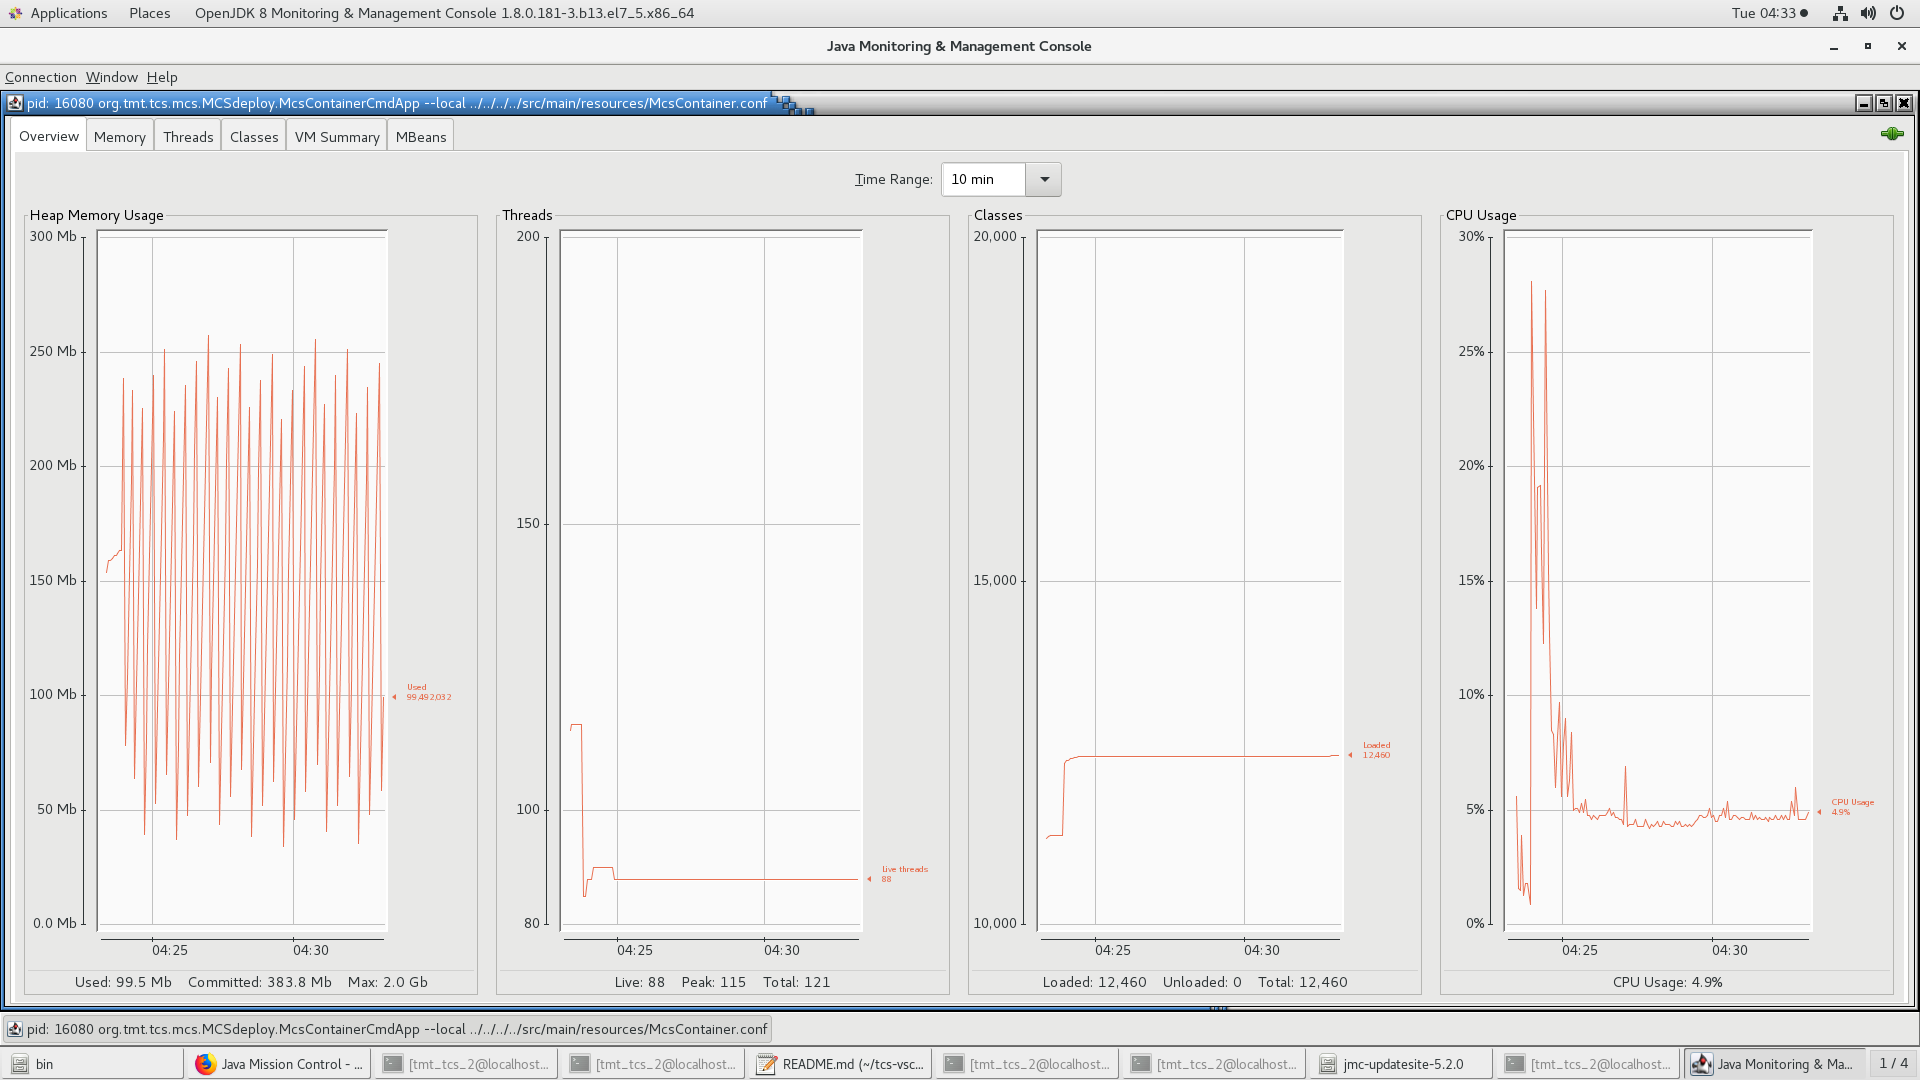 Applications Places OpenJDK 8 Monitoring & Management Console 1.8.0.181-3.b13.el7_5.x86_64 Tue 04:33
Java Monitoring & Management Console
Connection Window Help
pid: 16080 org.tmt.tcs.mcs.MCSdeploy.McsContainerCmdApp --local ../../../../src/main/resources/McsContainer.conf
Overview Memory Threads Classes VM Summary MBeans
Time Range: 10 min
Heap Memory Usage
300 Mb
250 Mb
200 Mb
150 Mb
100 Mb
50 Mb
0.0 Mb
Used
99,492,032
04:25 04:30
Used: 99.5 Mb Committed: 383.8 Mb Max: 2.0 Gb
Threads
200
150
100
80
Live threads
88
04:25 04:30
Live: 88 Peak: 115 Total: 121
Classes
20,000
15,000
10,000
Loaded
12,460
04:25 04:30
Loaded: 12,460 Unloaded: 0 Total: 12,460
CPU Usage
30%
25%
20%
15%
10%
5%
0%
CPU Usage
4.9%
04:25 04:30
CPU Usage: 4.9%
pid: 16080 org.tmt.tcs.mcs.MCSdeploy.McsContainerCmdApp --local ../../../../src/main/resources/McsContainer.conf
bin Java Mission Control - ... [tmt_tcs_2@localhost... [tmt_tcs_2@localhost... README.md (~/tcs-vsc... [tmt_tcs_2@localhost... [tmt_tcs_2@localhost... jmc-updatesite-5.2.0 [tmt_tcs_2@localhost... Java Monitoring & Ma... 1 / 4